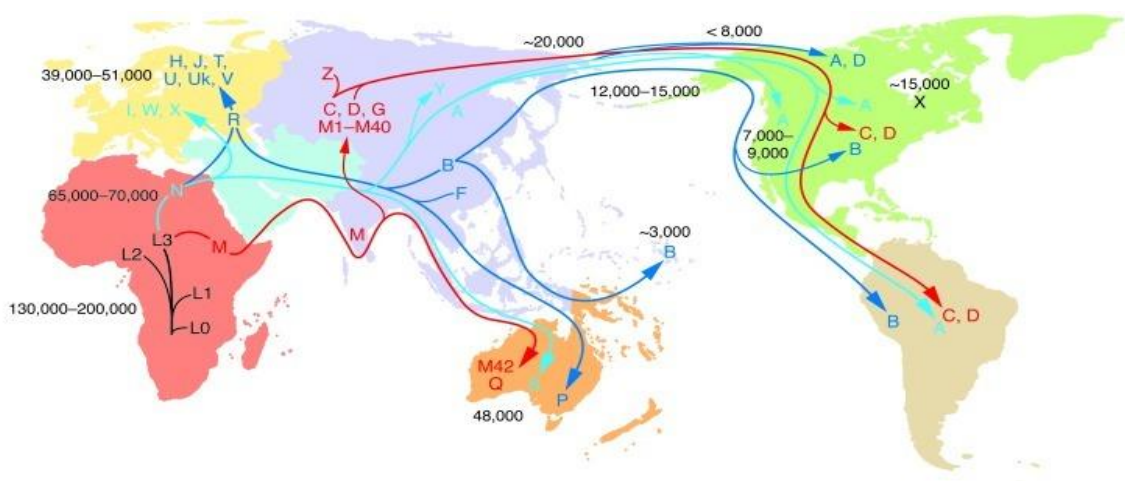 ~20,000
< 8,000
H, J, T,
U, Uk, V
39,000–51,000
A, D
~15,000
X
Z
Y
A
12,000–15,000
C, D, G
M1–M40
I, W, X
R
A
A
C, D
7,000–
9,000
B
B
F
65,000–70,000
N
L3
M
M
L2
~3,000
B
130,000–200,000
L1
L0
B
A
C, D
M42
Q
P
48,000